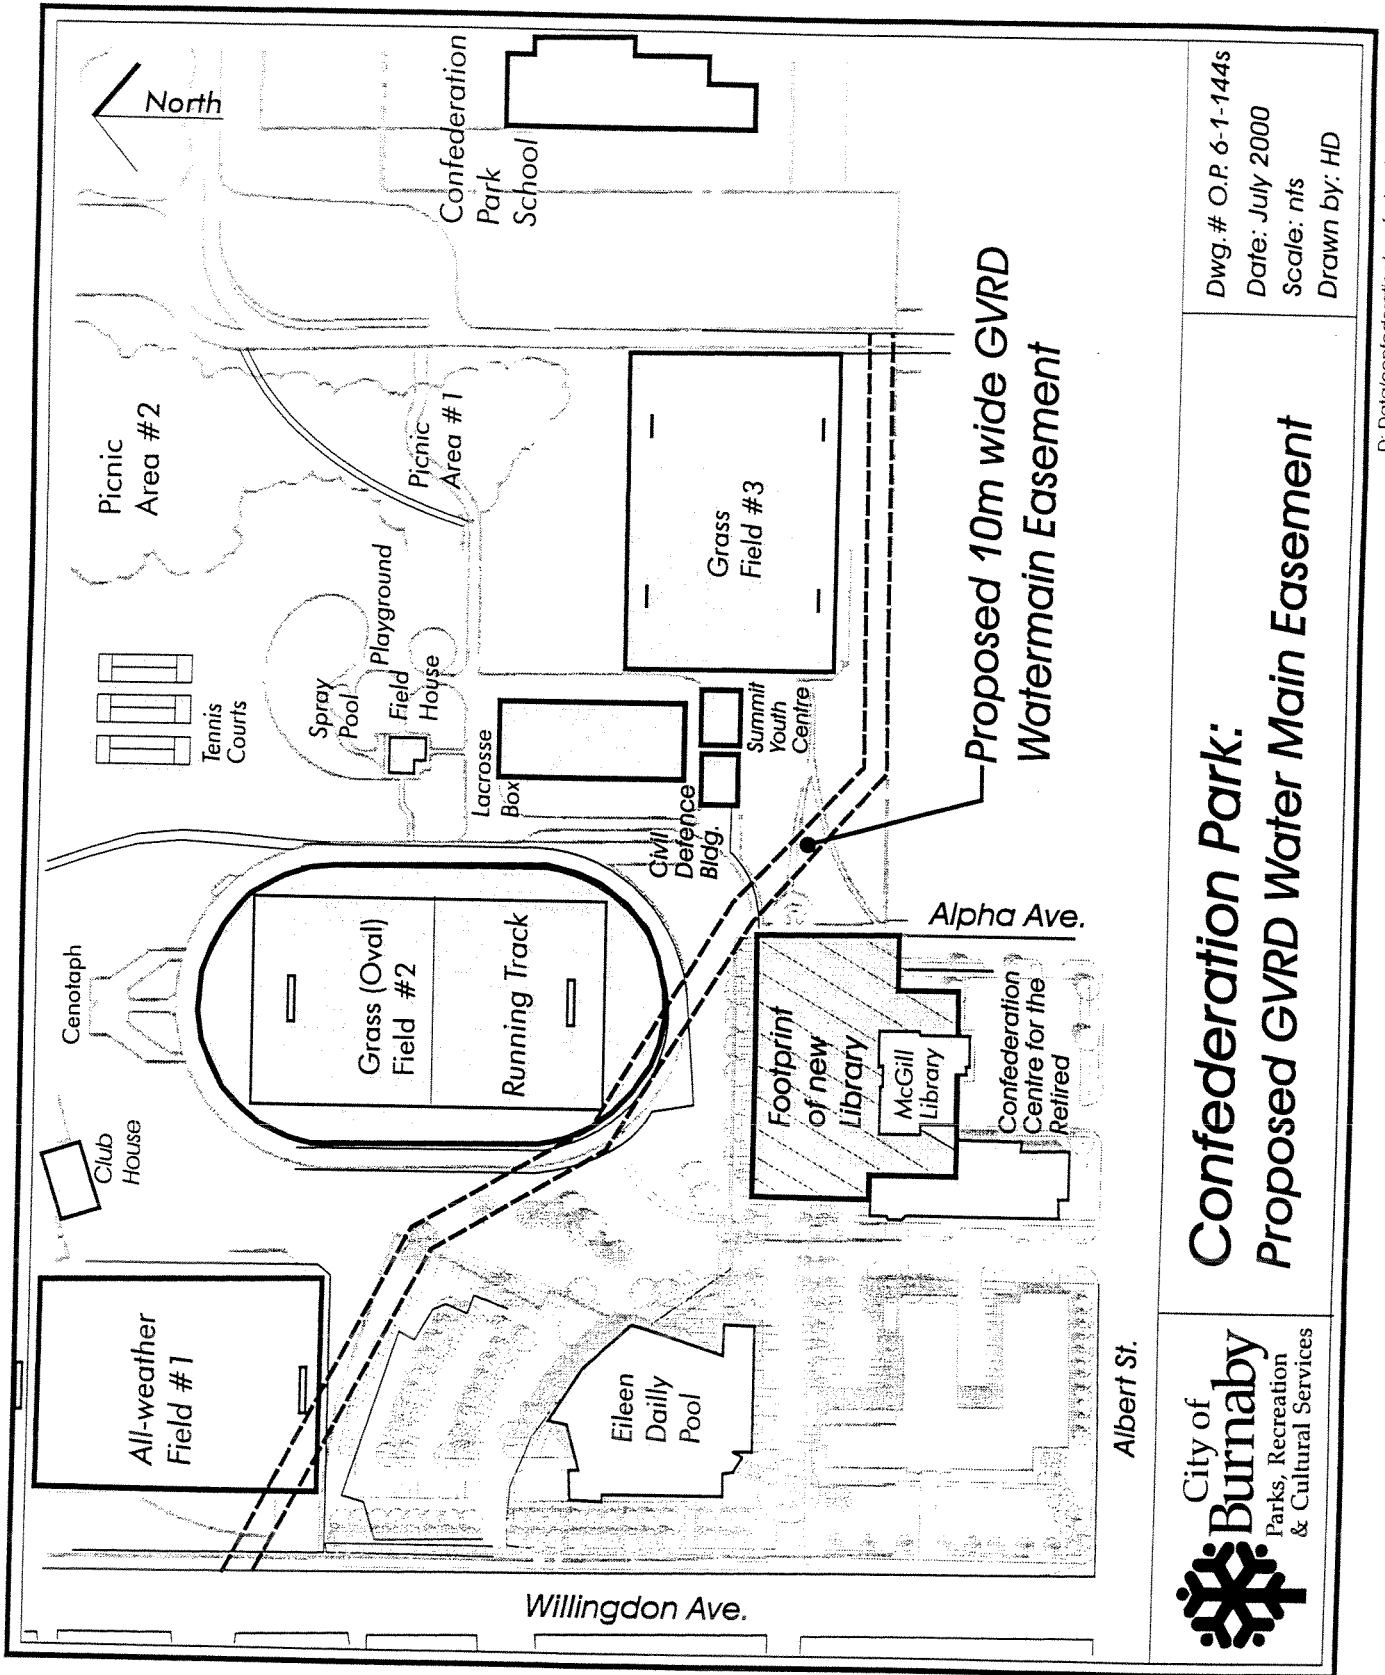 North
Confederation
Park
School
Picnic
Area #2
Picnic
Area #1
Tennis
Courts
Spray
Pool
Playground
Field
House
Lacrosse
Box
Grass
Field #3
Summit
Youth
Centre
Civil
Defence
Bldg.
Cenotaph
Grass (Oval)
Field #2
Running Track
Club
House
All-weather
Field #1
Proposed 10m wide GVRD
Watermain Easement
Alpha Ave.
Footprint
of new
Library
McGill
Library
Confederation
Centre for the
Retired
Eileen
Dailly
Pool
Albert St.
Willingdon Ave.
City of
Burnaby
Parks, Recreation
& Cultural Services
Confederation Park:
Proposed GVRD Water Main Easement
Dwg.# O.P. 6-1-144s
Date: July 2000
Scale: nts
Drawn by: HD